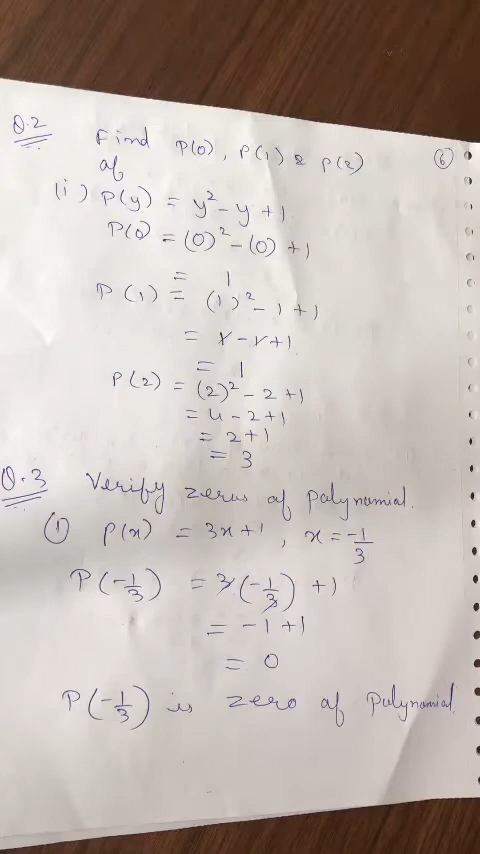 Q.2 Find P(0), P(1) & P(2) ⑥
of
(i) P(y) = y² - y + 1
P(0) = (0)² - (0) + 1
= 1
P(1) = (1)² - 1 + 1
= 1 - 1 + 1
= 1
P(2) = (2)² - 2 + 1
= 4 - 2 + 1
= 2 + 1
= 3
Q.3 Verify zerus of polynomial.
① P(x) = 3x + 1, x = -1/3
P(-1/3) = 3(-1/3) + 1
= -1 + 1
= 0
P(-1/3) is zero of Polynomial.